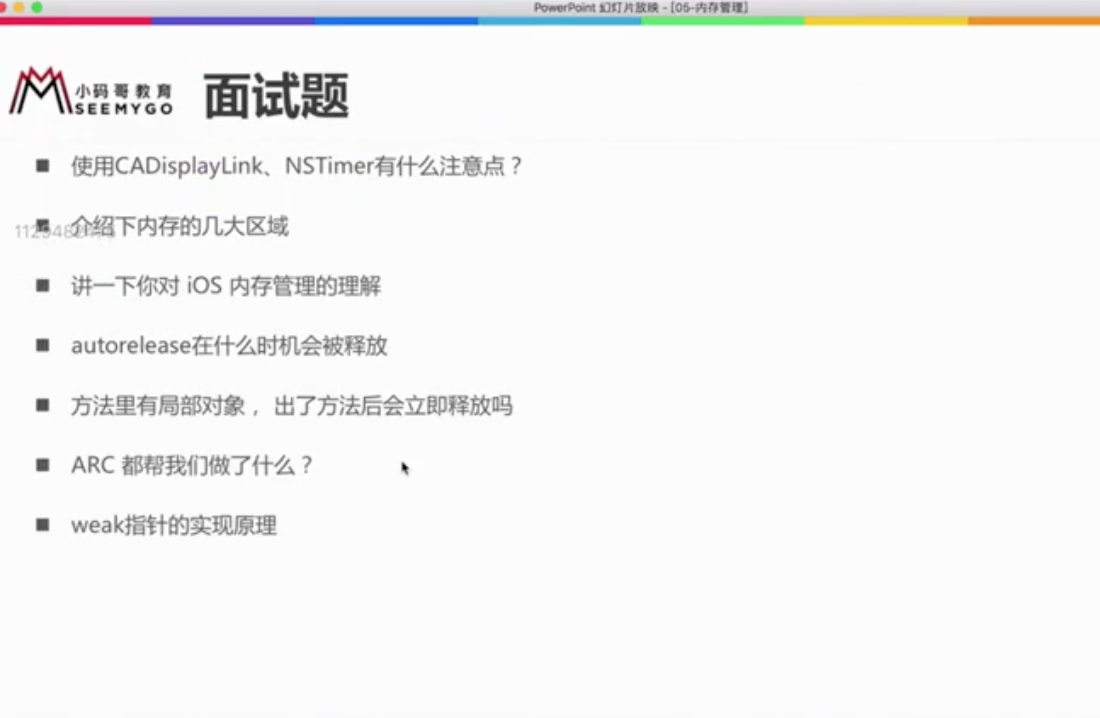 PowerPoint 幻灯片放映 - [05-内存管理]
小码哥教育
SEEMYGO
面试题
使用CADisplayLink、NSTimer有什么注意点？
介绍下内存的几大区域
讲一下你对 iOS 内存管理的理解
autorelease在什么时机会被释放
方法里有局部对象， 出了方法后会立即释放吗
ARC 都帮我们做了什么？
weak指针的实现原理